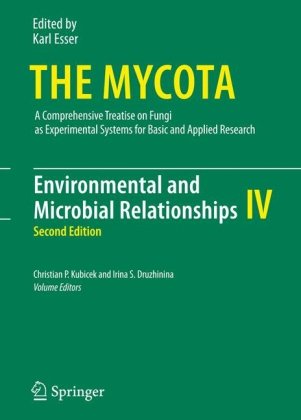 Edited by
Karl Esser
THE MYCOTA
A Comprehensive Treatise on Fungi
as Experimental Systems for Basic and Applied Research
Environmental and
Microbial Relationships IV
Second Edition
Christian P. Kubicek and Irina S. Druzhinina
Volume Editors
Springer